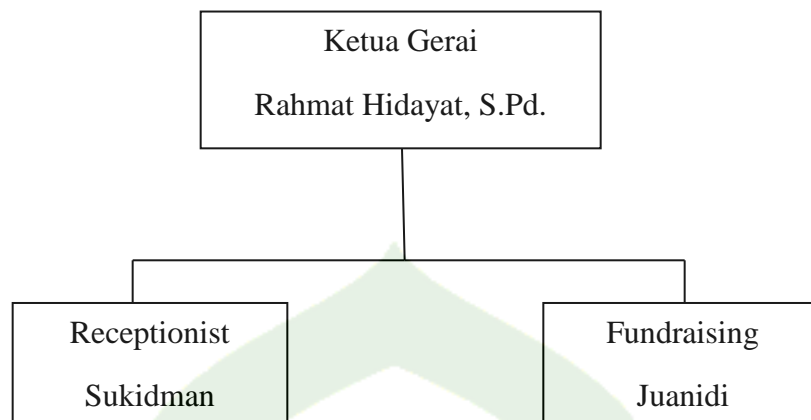 Ketua Gerai
Rahmat Hidayat, S.Pd.
Receptionist
Sukidman
Fundraising
Juanidi